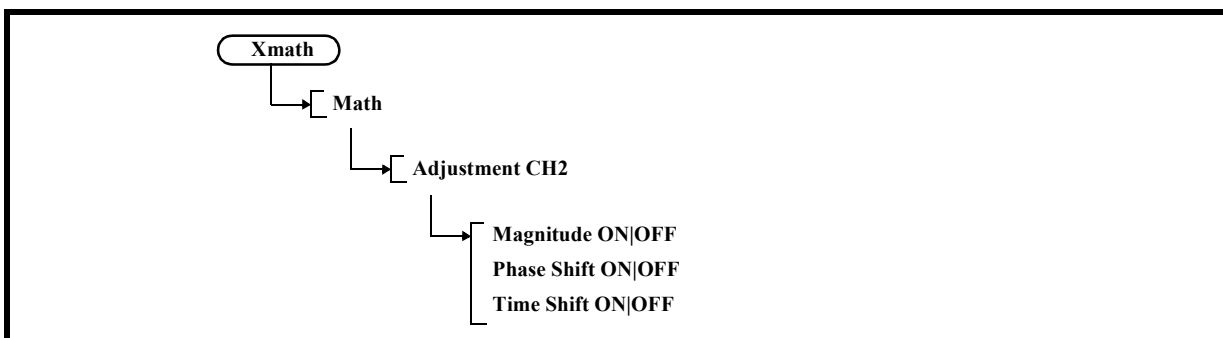 Xmath
Math
Adjustment CH2
Magnitude ON|OFF
Phase Shift ON|OFF
Time Shift ON|OFF